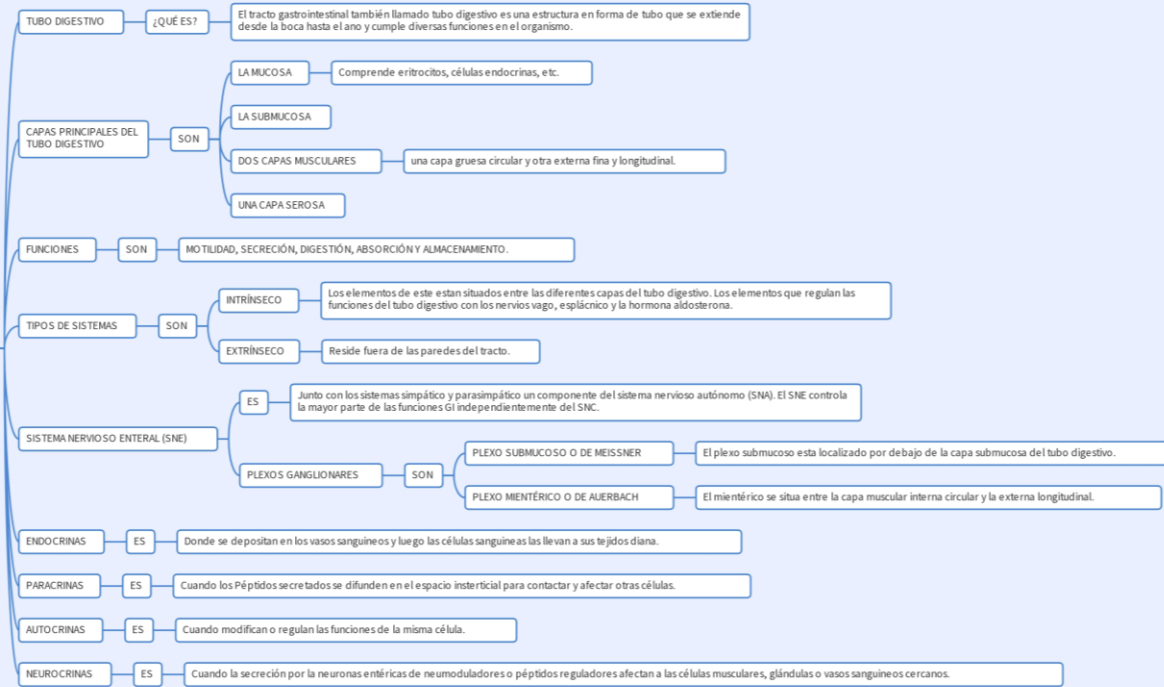 TUBO DIGESTIVO
¿QUÉ ES?
El tracto gastrointestinal también llamado tubo digestivo es una estructura en forma de tubo que se extiende
desde la boca hasta el ano y cumple diversas funciones en el organismo.
CAPAS PRINCIPALES DEL
TUBO DIGESTIVO
SON
LA MUCOSA
Comprende eritrocitos, células endocrinas, etc.
LA SUBMUCOSA
DOS CAPAS MUSCULARES
una capa gruesa circular y otra externa fina y longitudinal.
UNA CAPA SEROSA
FUNCIONES
SON
MOTILIDAD, SECRECIÓN, DIGESTIÓN, ABSORCIÓN Y ALMACENAMIENTO.
TIPOS DE SISTEMAS
SON
INTRÍNSECO
Los elementos de este estan situados entre las diferentes capas del tubo digestivo. Los elementos que regulan las
funciones del tubo digestivo con los nervios vago, esplácnico y la hormona aldosterona.
EXTRÍNSECO
Reside fuera de las paredes del tracto.
SISTEMA NERVIOSO ENTERAL (SNE)
ES
Junto con los sistemas simpático y parasimpático un componente del sistema nervioso autónomo (SNA). El SNE controla
la mayor parte de las funciones GI independientemente del SNC.
PLEXOS GANGLIONARES
SON
PLEXO SUBMUCOSO O DE MEISSNER
El plexo submucoso esta localizado por debajo de la capa submucosa del tubo digestivo.
PLEXO MIENTÉRICO O DE AUERBACH
El mientérico se situa entre la capa muscular interna circular y la externa longitudinal.
ENDOCRINAS
ES
Donde se depositan en los vasos sanguineos y luego las células sanguineas las llevan a sus tejidos diana.
PARACRINAS
ES
Cuando los Péptidos secretados se difunden en el espacio insterticial para contactar y afectar otras células.
AUTOCRINAS
ES
Cuando modifican o regulan las funciones de la misma célula.
NEUROCRINAS
ES
Cuando la secreción por la neuronas entéricas de neumoduladores o péptidos reguladores afectan a las células musculares, glándulas o vasos sanguineos cercanos.